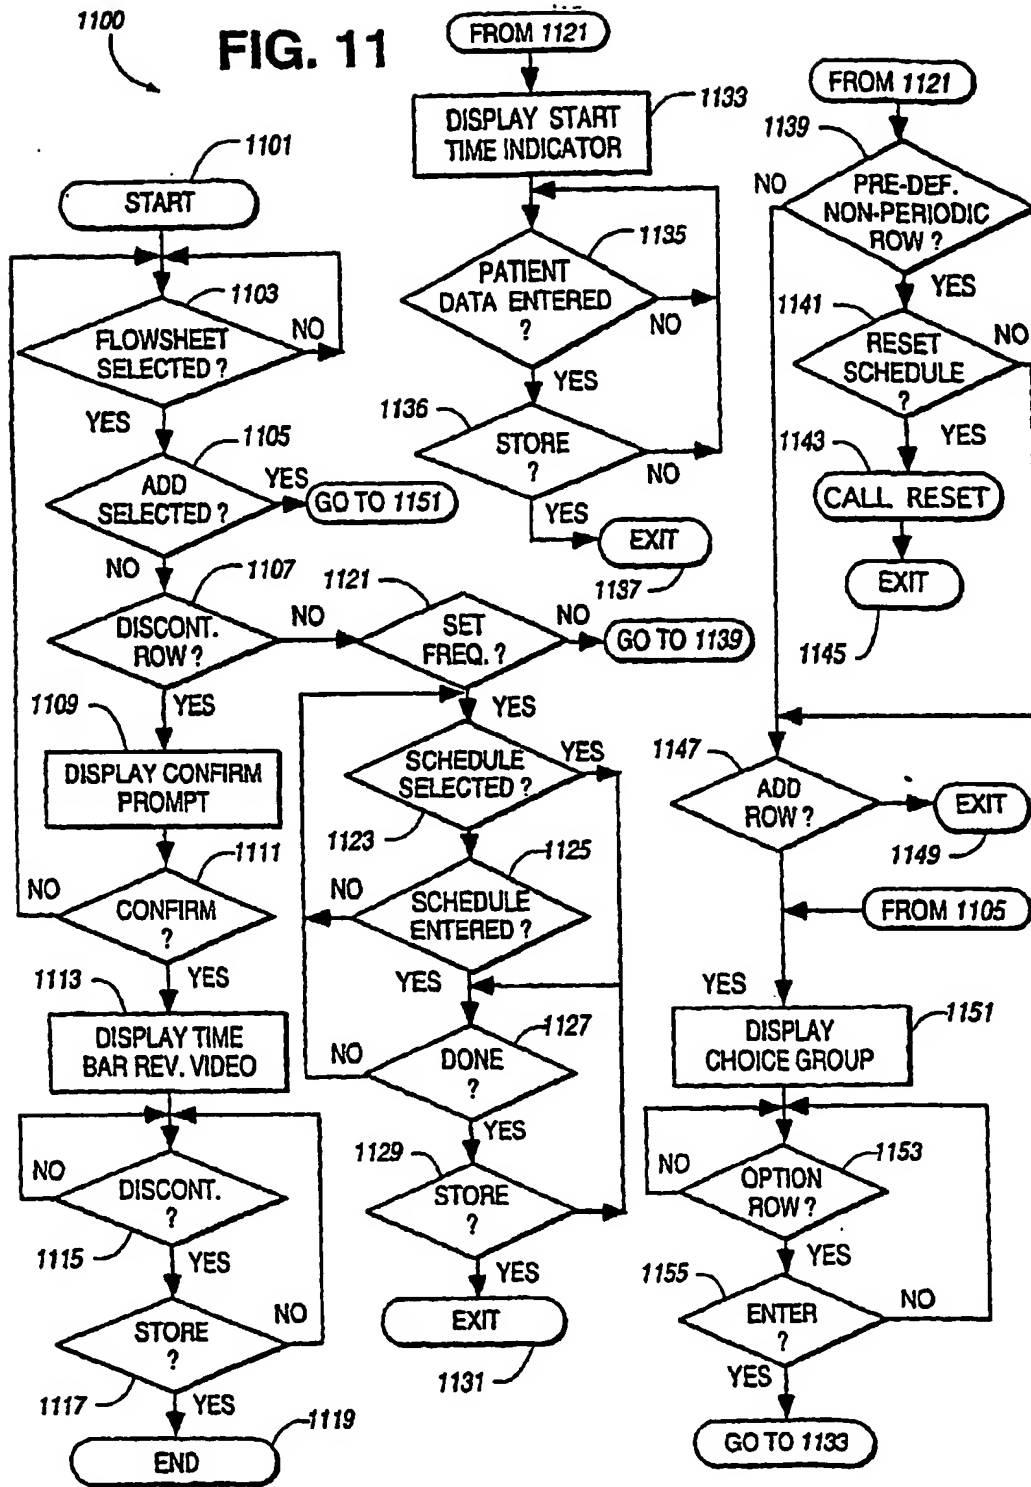 1100
FIG. 11
1101
START
1103
FLOWSHEET
SELECTED ?
NO
YES
1105
ADD
SELECTED ?
YES
GO TO 1151
NO
1107
DISCONT.
ROW ?
NO
YES
1109
DISPLAY CONFIRM
PROMPT
1111
NO
CONFIRM
?
YES
1113
DISPLAY TIME
BAR REV. VIDEO
NO
DISCONT.
?
1115
YES
STORE
?
NO
1117
YES
1119
END
FROM 1121
1133
DISPLAY START
TIME INDICATOR
1135
PATIENT
DATA ENTERED
?
NO
YES
1136
STORE
?
NO
YES
EXIT
1137
1121
SET
FREQ. ?
NO
GO TO 1139
YES
SCHEDULE
SELECTED ?
YES
1123
1125
NO
SCHEDULE
ENTERED ?
YES
1127
NO
DONE
?
YES
1129
STORE
?
YES
EXIT
1131
FROM 1121
1139
NO
PRE-DEF.
NON-PERIODIC
ROW ?
YES
1141
RESET
SCHEDULE
?
NO
YES
1143
CALL RESET
EXIT
1145
1147
ADD
ROW ?
EXIT
1149
FROM 1105
YES
1151
DISPLAY
CHOICE GROUP
NO
1153
OPTION
ROW ?
YES
1155
ENTER
?
NO
YES
GO TO 1133